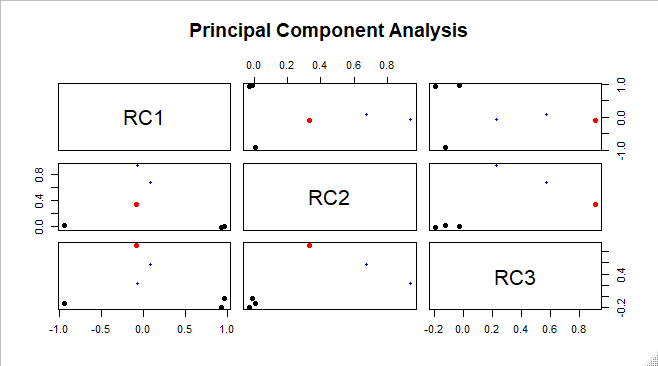 Principal Component Analysis
0.0 0.2 0.4 0.6 0.8
RC1
-1.0 0.0 1.0
0.0 0.4 0.8
RC2
RC3
-0.2 0.4
-1.0 -0.5 0.0 0.5 1.0
-0.2 0.0 0.2 0.4 0.6 0.8